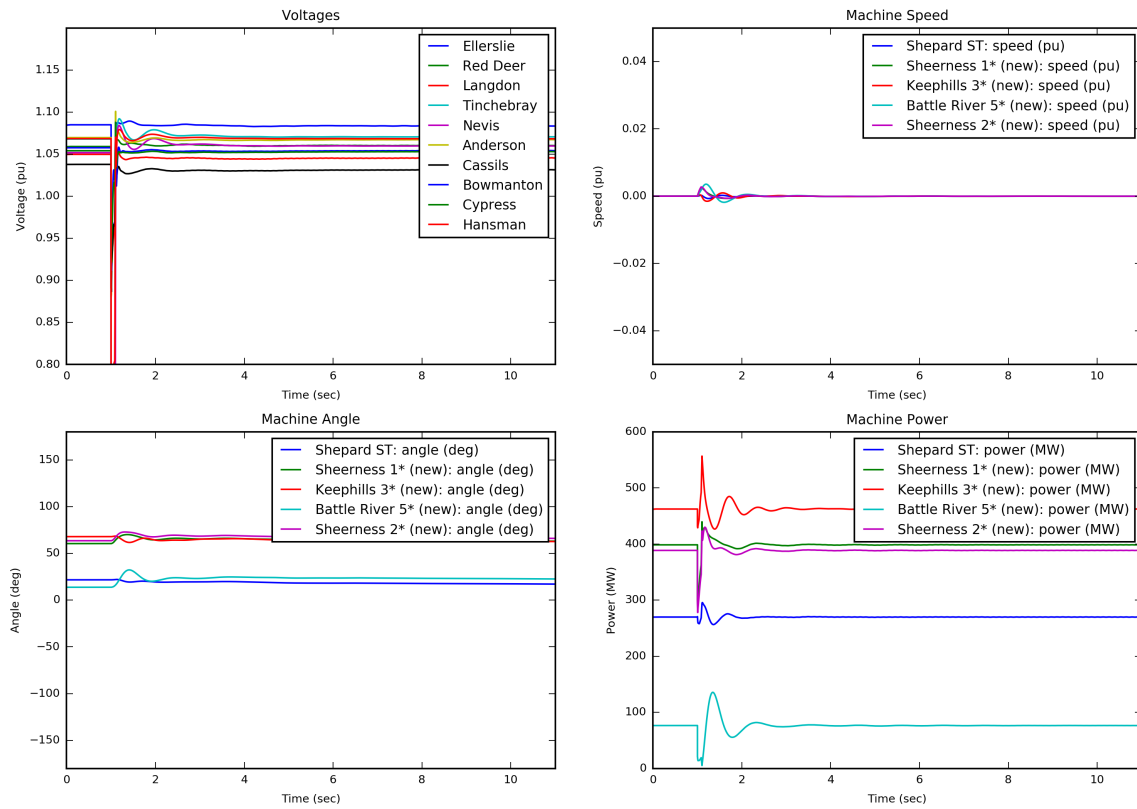 Voltages
1.15
1.10
1.05
1.00
0.95
0.90
0.85
0.80
Voltage (pu)
0 2 4 6 8 10
Time (sec)
Ellerslie
Red Deer
Langdon
Tinchebray
Nevis
Anderson
Cassils
Bowmanton
Cypress
Hansman
Machine Speed
0.04
0.02
0.00
−0.02
−0.04
Speed (pu)
0 2 4 6 8 10
Time (sec)
Shepard ST: speed (pu)
Sheerness 1* (new): speed (pu)
Keephills 3* (new): speed (pu)
Battle River 5* (new): speed (pu)
Sheerness 2* (new): speed (pu)
Machine Angle
150
100
50
0
−50
−100
−150
Angle (deg)
0 2 4 6 8 10
Time (sec)
Shepard ST: angle (deg)
Sheerness 1* (new): angle (deg)
Keephills 3* (new): angle (deg)
Battle River 5* (new): angle (deg)
Sheerness 2* (new): angle (deg)
Machine Power
600
500
400
300
200
100
0
Power (MW)
0 2 4 6 8 10
Time (sec)
Shepard ST: power (MW)
Sheerness 1* (new): power (MW)
Keephills 3* (new): power (MW)
Battle River 5* (new): power (MW)
Sheerness 2* (new): power (MW)